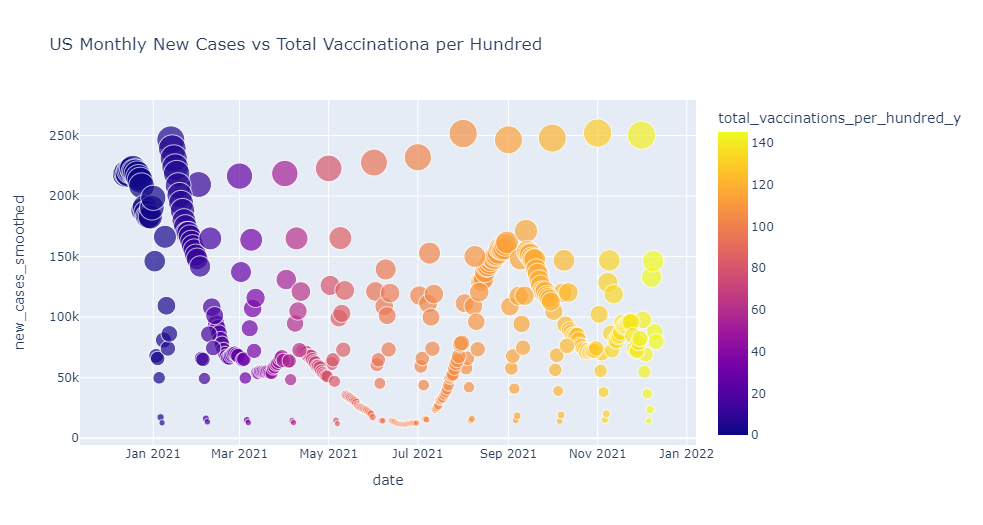 US Monthly New Cases vs Total Vaccinationa per Hundred
total_vaccinations_per_hundred_y
250k
200k
150k
100k
50k
0
new_cases_smoothed
Jan 2021
Mar 2021
May 2021
Jul 2021
Sep 2021
Nov 2021
Jan 2022
date
140
120
100
80
60
40
20
0